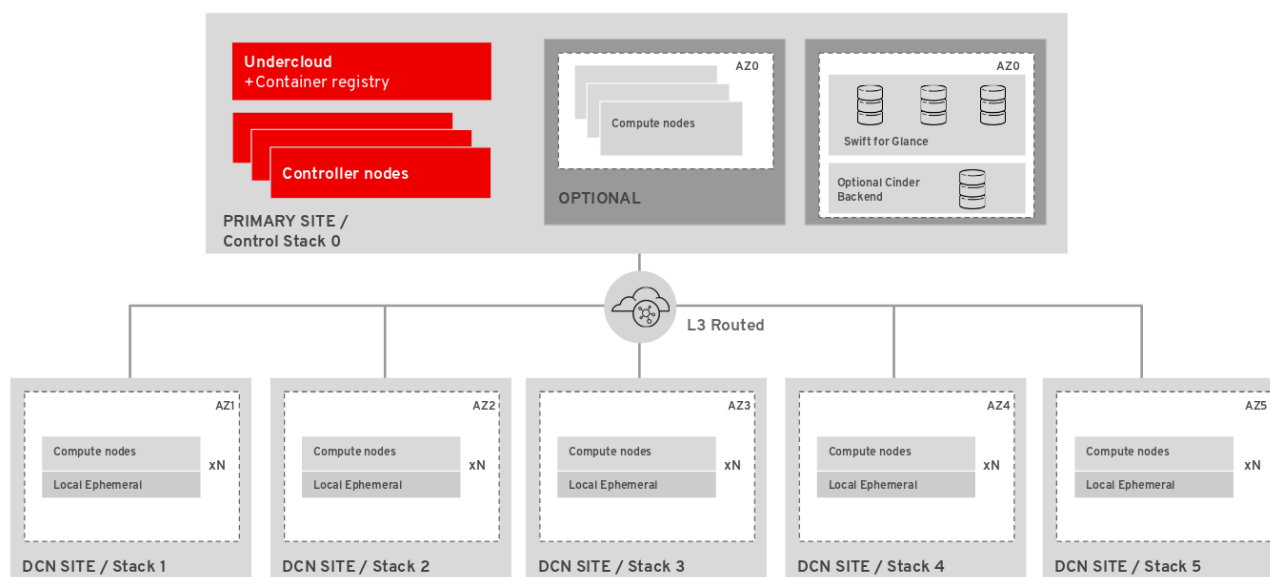 Undercloud
+Container registry
Controller nodes
PRIMARY SITE /
Control Stack 0
AZ0
Compute nodes
OPTIONAL
AZ0
Swift for Glance
Optional Cinder
Backend
L3 Routed
AZ1
Compute nodes
Local Ephemeral
xN
DCN SITE / Stack 1
AZ2
Compute nodes
Local Ephemeral
xN
DCN SITE / Stack 2
AZ3
Compute nodes
Local Ephemeral
xN
DCN SITE / Stack 3
AZ4
Compute nodes
Local Ephemeral
xN
DCN SITE / Stack 4
AZ5
Compute nodes
Local Ephemeral
xN
DCN SITE / Stack 5